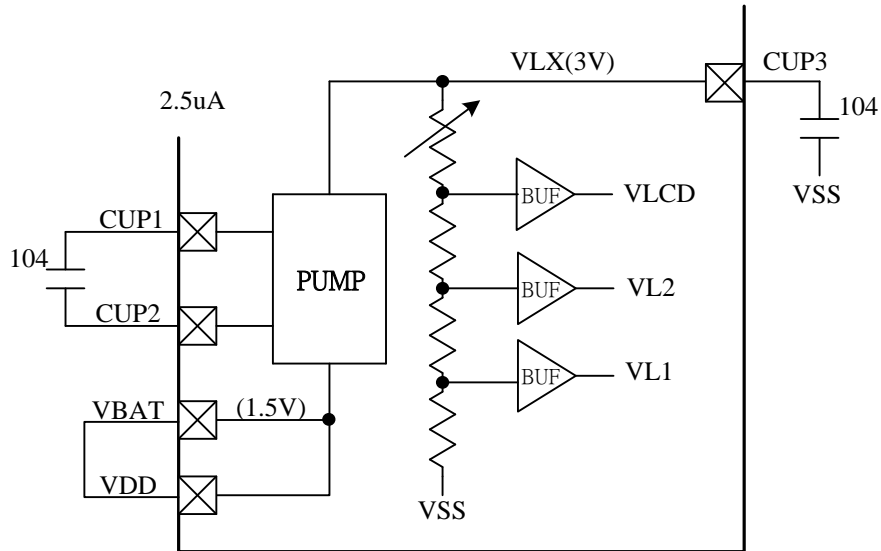 VLX(3V)
CUP3
2.5uA
104
VSS
CUP1
BUF
VLCD
104
PUMP
BUF
VL2
CUP2
BUF
VL1
VBAT
(1.5V)
VDD
VSS